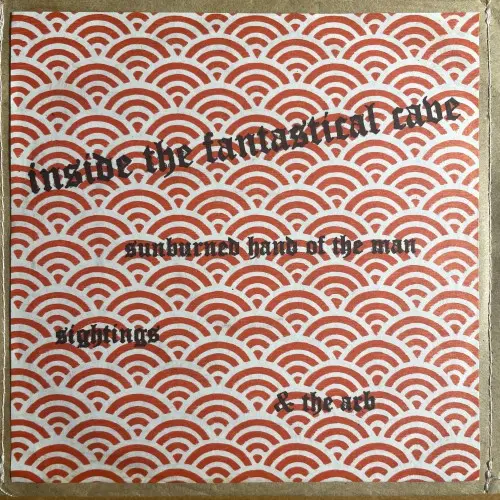 inside the fantastical cave
sunburned hand of the man
sightings
& the arb